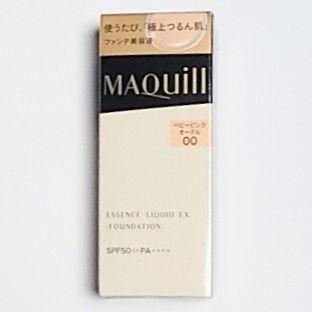 使うたび、「極上つるん肌」
ファンデ美容液
MAQuill
ベビーピンク
オークル
00
ESSENCE LIQUID EX
(FOUNDATION)
SPF50++PA++++